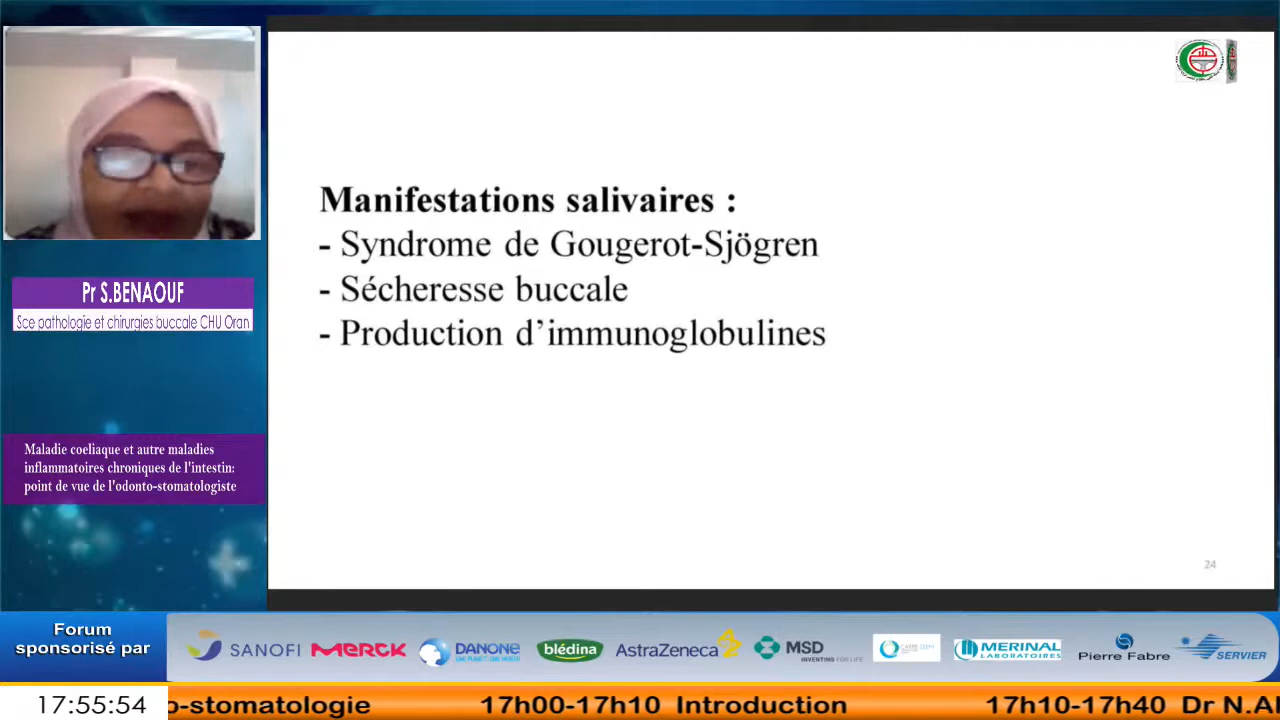 Manifestations salivaires :
- Syndrome de Gougerot-Sjögren
- Sécheresse buccale
- Production d'immunoglobulines
24
Pr S.BENAOUF
Sce pathologie et chirurgies buccale CHU Oran
Maladie coeliaque et autre maladies
inflammatoires chroniques de l'intestin:
point de vue de l'odonto-stomatologiste
Forum
sponsorisé par
SANOFI
MERCK
DANONE
blédina
AstraZeneca
MSD
INVENTING FOR LIFE
MERINAL
LABORATOIRES
Pierre Fabre
SERVIER
17:55:54
o-stomatologie 17h00-17h10 Introduction 17h10-17h40 Dr N.A